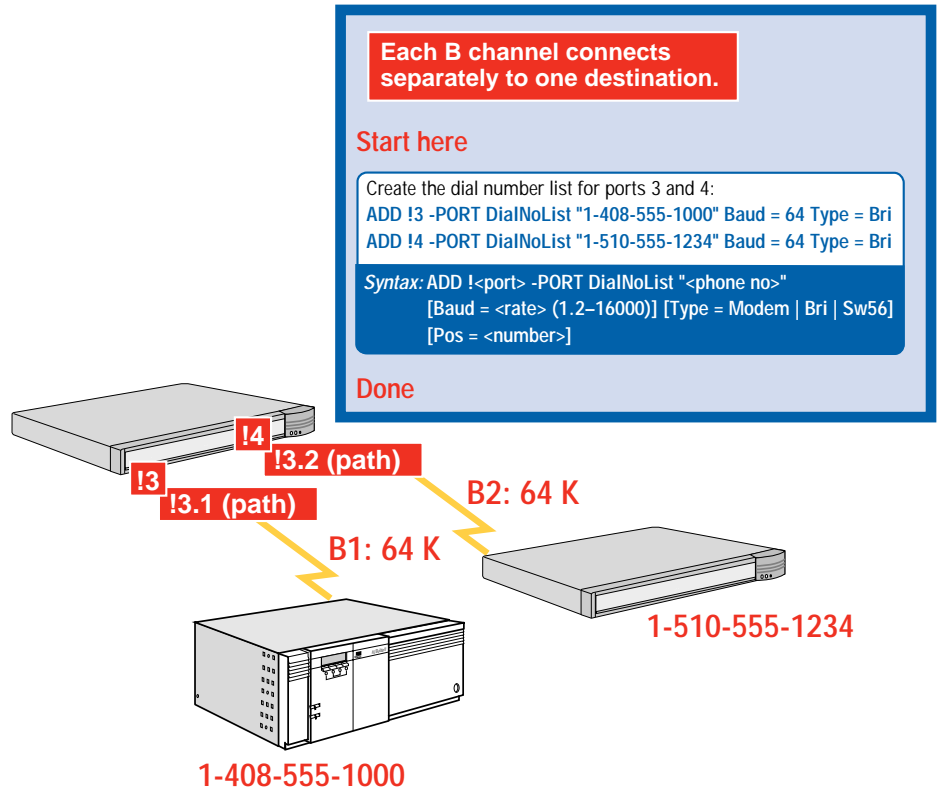 Each B channel connects
separately to one destination.
Start here
Create the dial number list for ports 3 and 4:
ADD !3 -PORT DialNoList "1-408-555-1000" Baud = 64 Type = Bri
ADD !4 -PORT DialNoList "1-510-555-1234" Baud = 64 Type = Bri
Syntax: ADD !<port> -PORT DialNoList "<phone no>"
[Baud = <rate> (1.2–16000)] [Type = Modem | Bri | Sw56]
[Pos = <number>]
Done
!4
!3.2 (path)
!3
!3.1 (path)
B2: 64 K
B1: 64 K
1-510-555-1234
1-408-555-1000